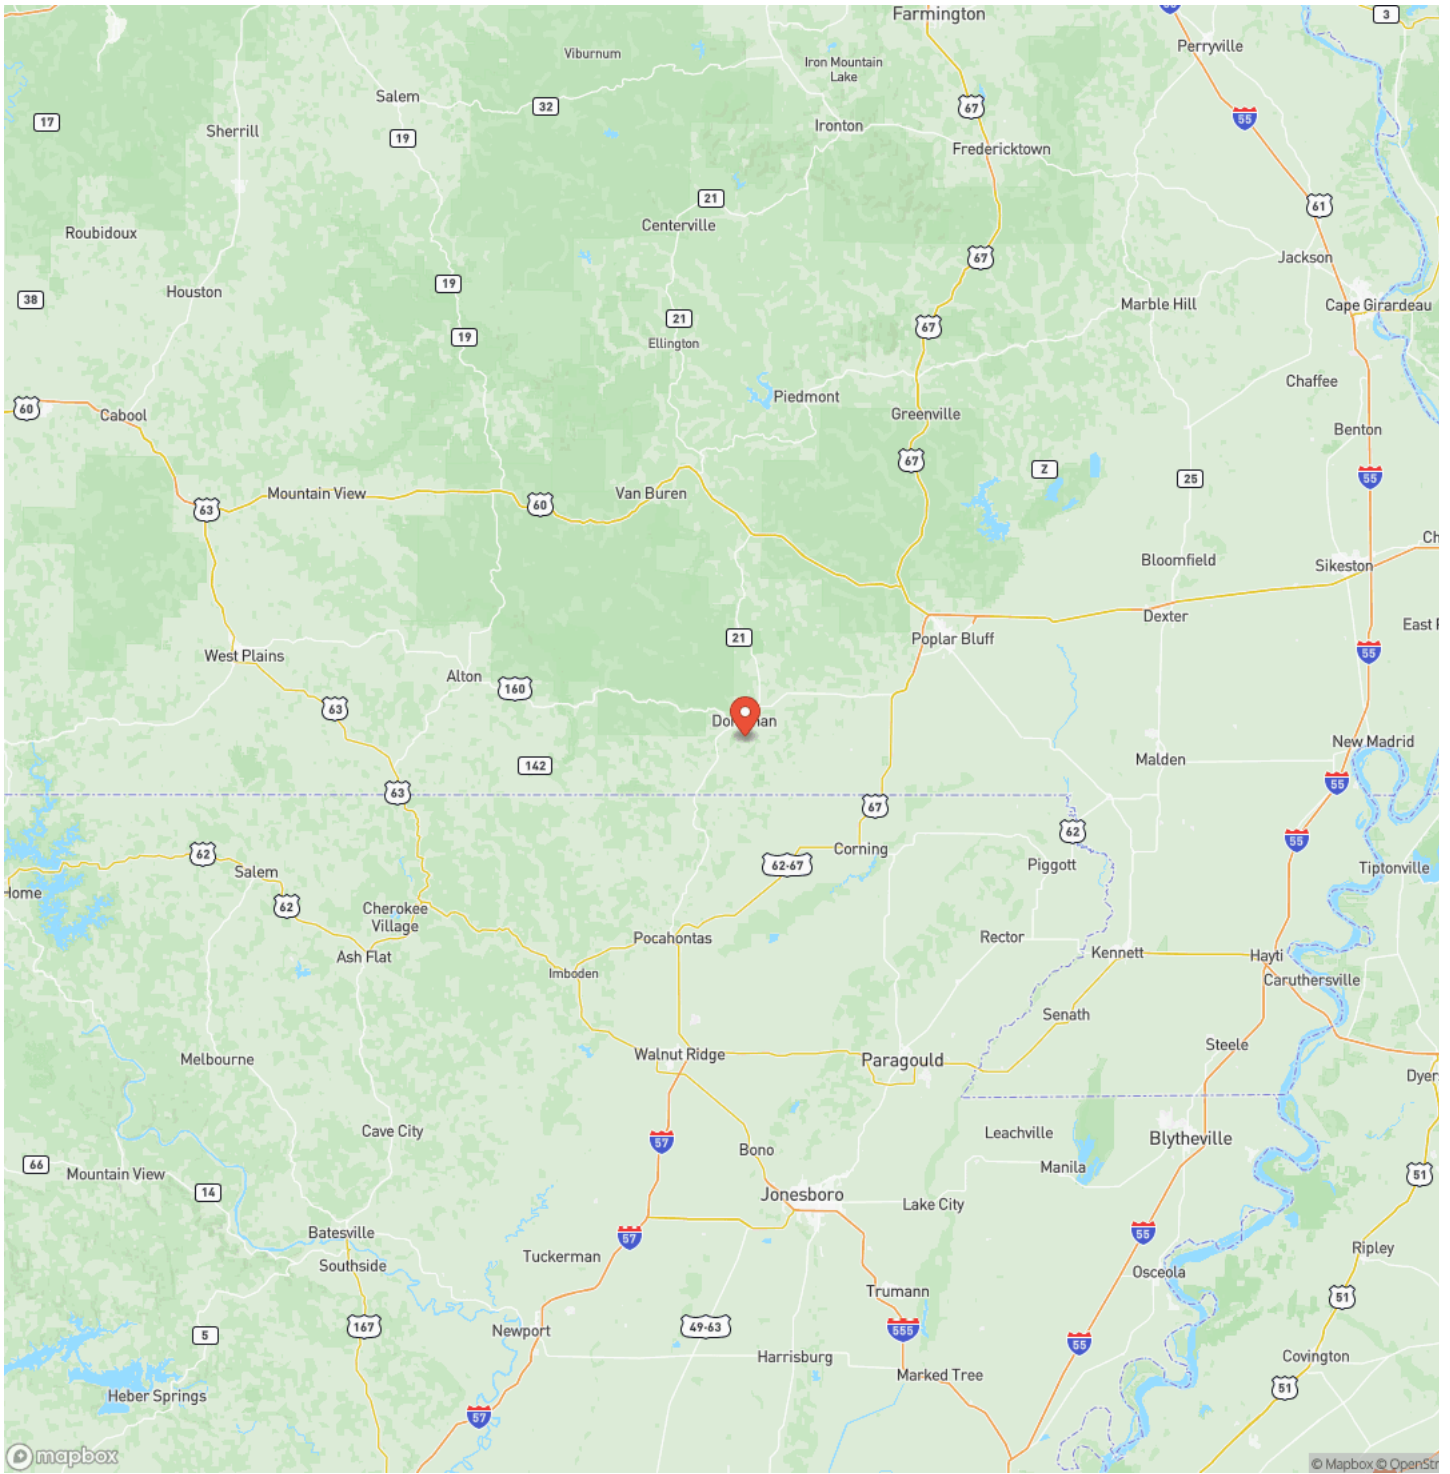 Farmington
3
Perryville
Viburnum
Iron Mountain
Lake
Salem
32
67
55
17
Sherrill
19
Ironton
Fredericktown
21
61
Centerville
Roubidoux
67
Jackson
19
Houston
38
Marble Hill
Cape Girardeau
21
67
19
Ellington
Chaffee
Piedmont
60
Cabool
Greenville
Benton
67
Z
25
55
Mountain View
Van Buren
60
63
Ch
Bloomfield
Sikeston
Dexter
East
21
Poplar Bluff
West Plains
55
Alton
160
63
New Madrid
142
Malden
63
67
55
62
55
62
Corning
62-67
Piggott
Salem
Tiptonville
Home
62
Cherokee
Village
Pocahontas
Rector
Kennett
Ash Flat
Hayti
Imboden
Caruthersville
Senath
Walnut Ridge
Steele
Melbourne
Paragould
Dyer
Cave City
57
Leachville
Blytheville
Bono
66
Mountain View
Manila
51
14
Jonesboro
Lake City
Batesville
57
55
Tuckerman
Ripley
Southside
Osceola
Trumann
51
167
5
Newport
49-63
555
55
Harrisburg
Covington
Marked Tree
51
Heber Springs
57
mapbox
© Mapbox © OpenStr